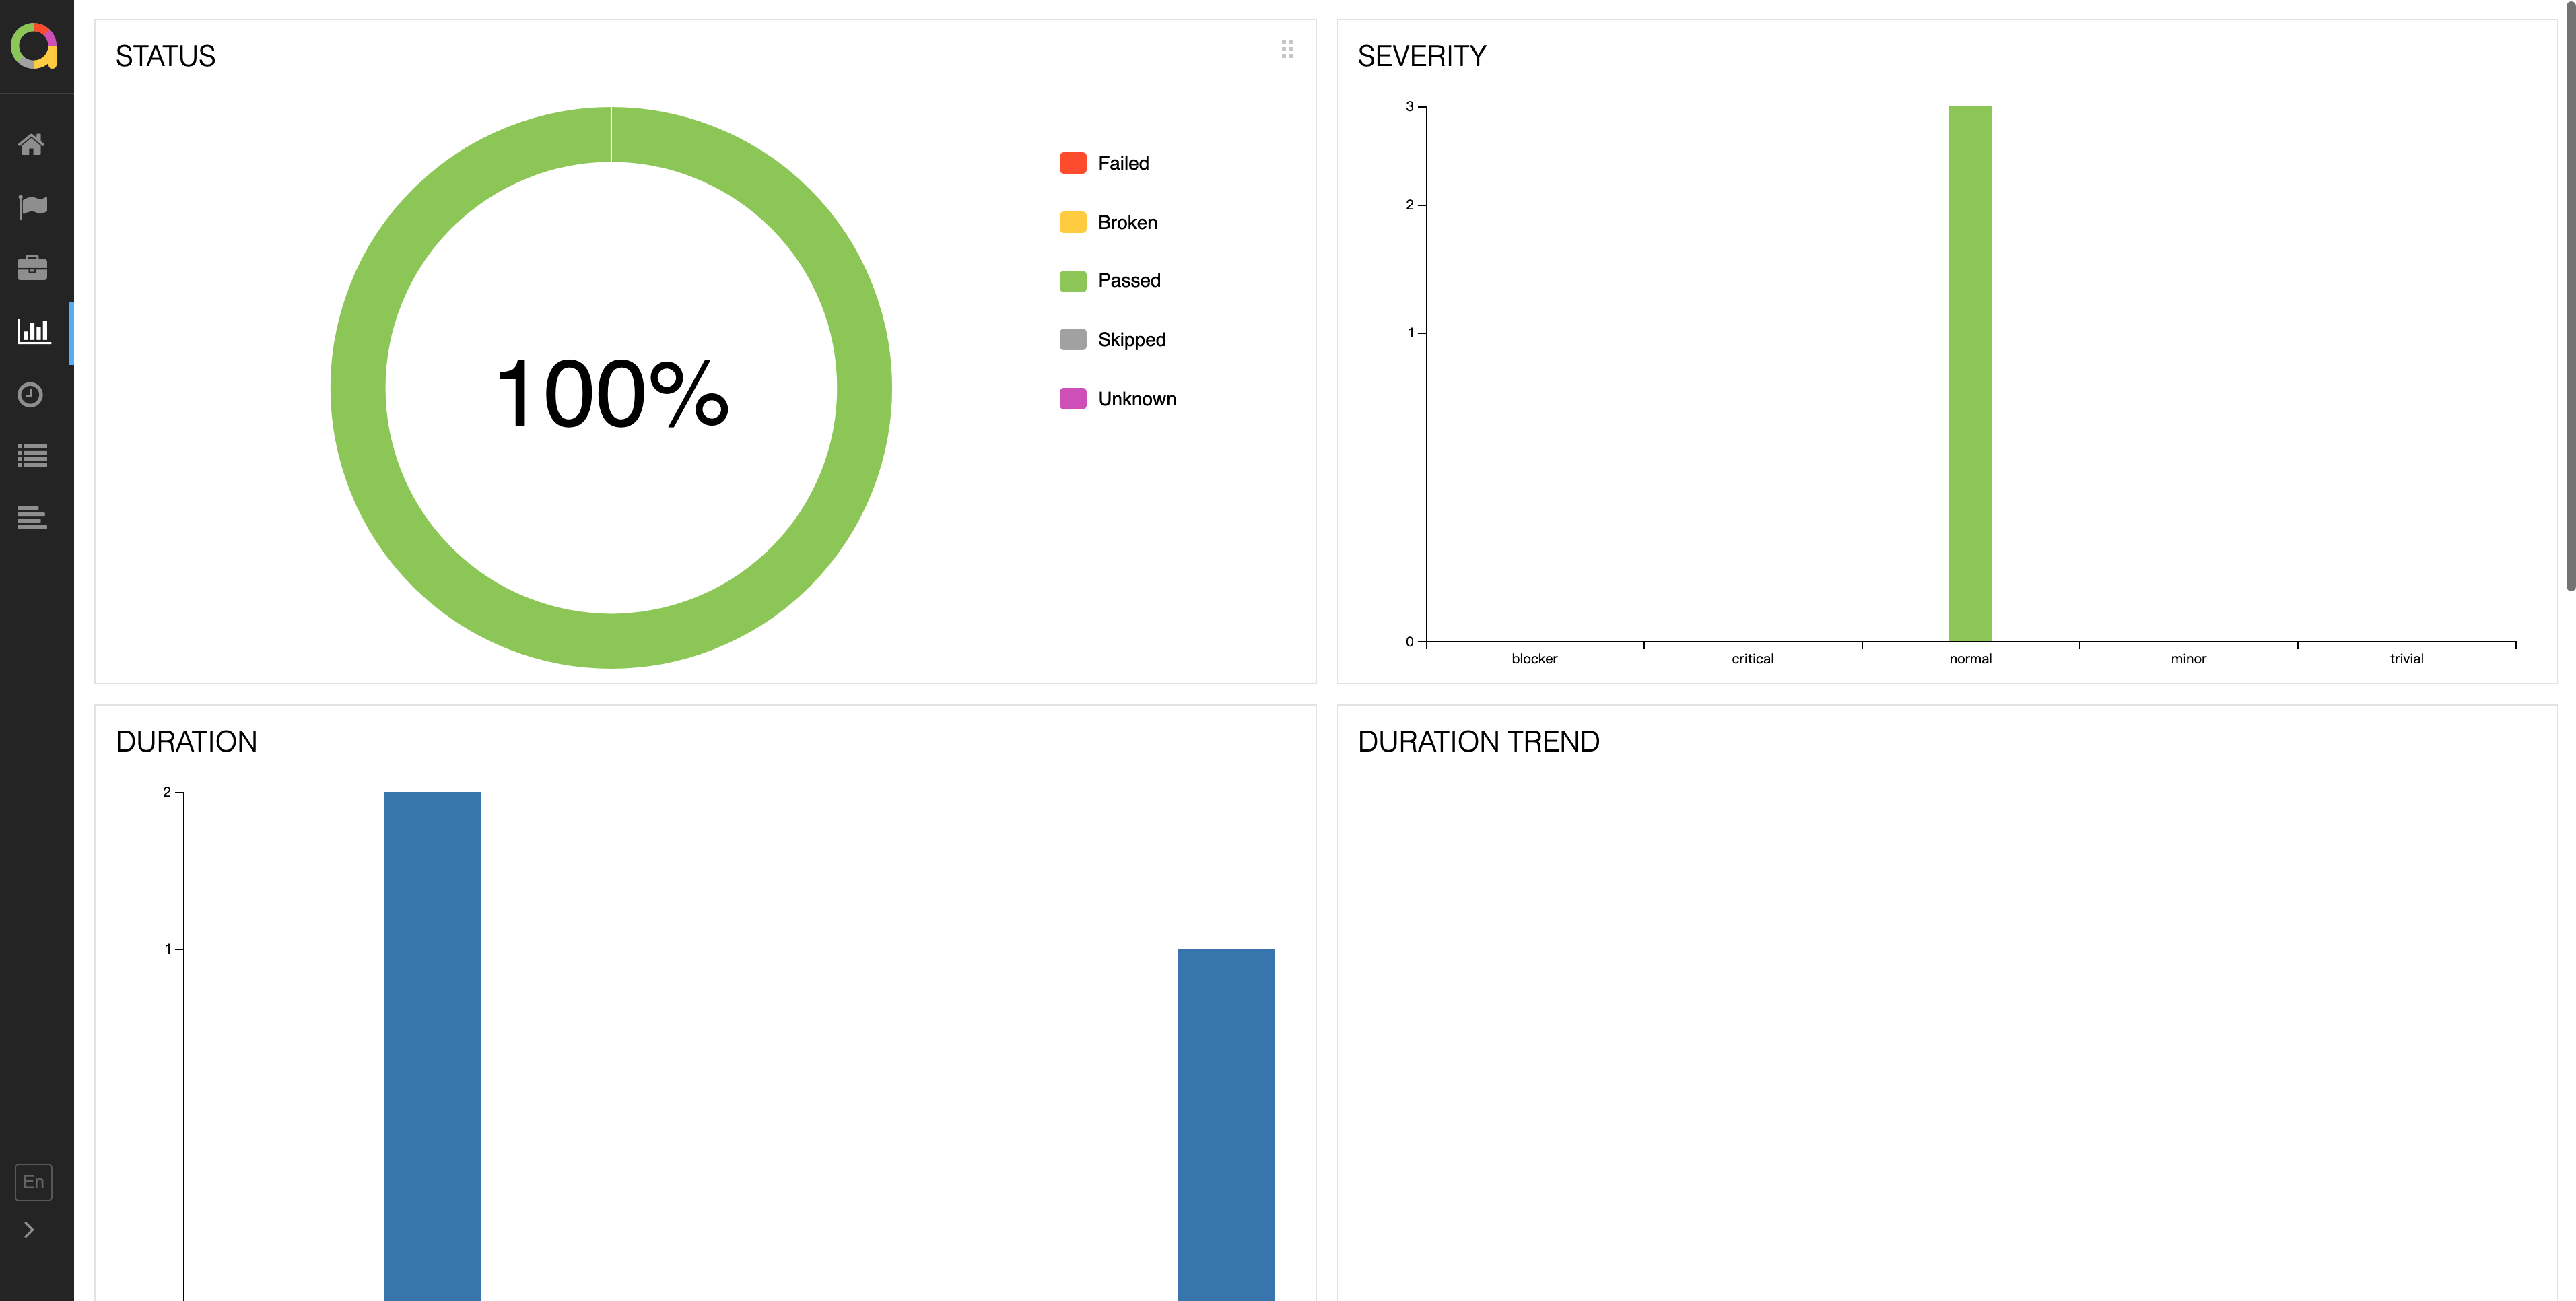 STATUS
100%
Failed
Broken
Passed
Skipped
Unknown
SEVERITY
3
2
1
0
blocker critical normal minor trivial
DURATION
2
1
DURATION TREND
En